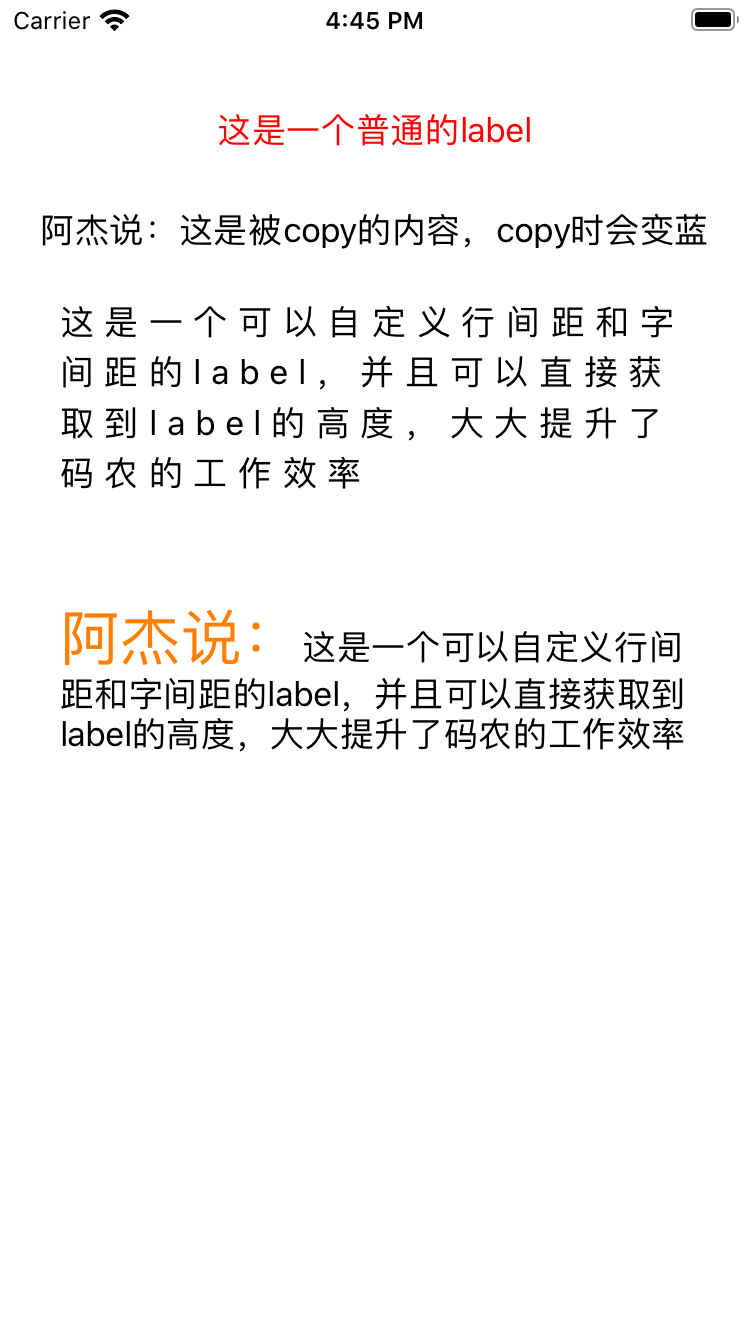 Carrier 4:45 PM
这是一个普通的label
阿杰说：这是被copy的内容，copy时会变蓝
这是一个可以自定义行间距和字
间距的label，并且可以直接获
取到label的高度，大大提升了
码农的工作效率
阿杰说：这是一个可以自定义行间
距和字间距的label，并且可以直接获取到
label的高度，大大提升了码农的工作效率